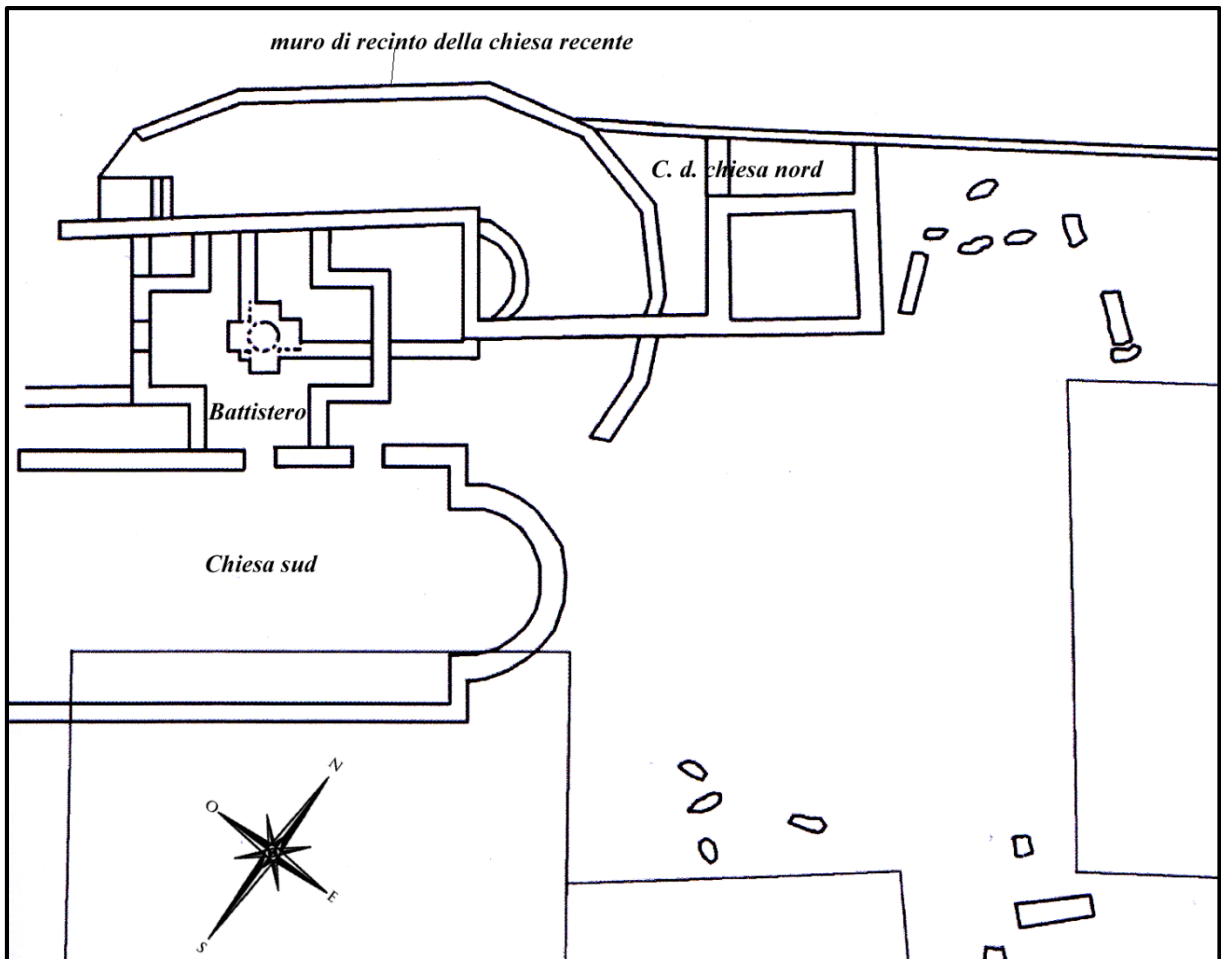 muro di recinto della chiesa recente
C. d. chiesa nord
Battistero
Chiesa sud
N
O
E
S